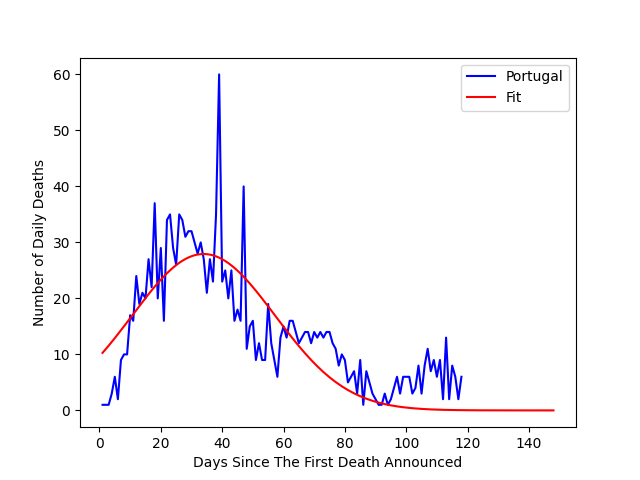 Portugal
Fit
60
50
40
30
20
10
0
Number of Daily Deaths
0 20 40 60 80 100 120 140
Days Since The First Death Announced